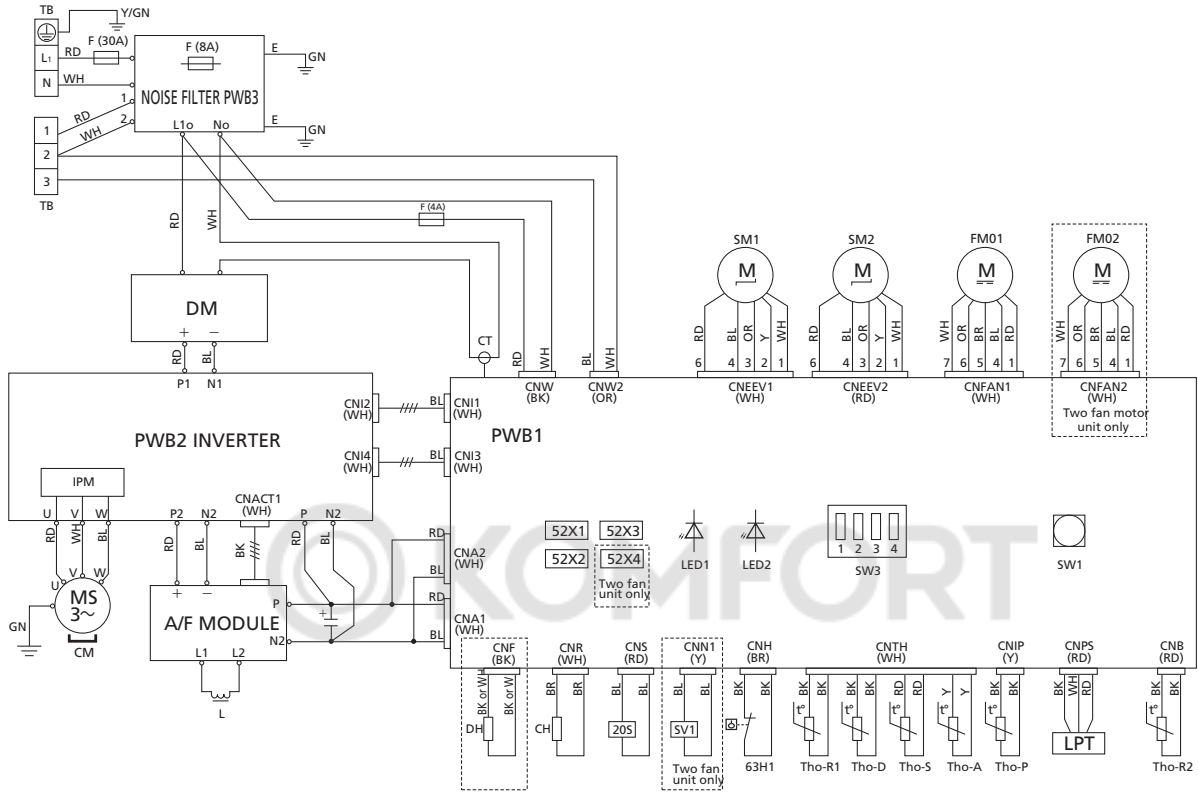 TB
Y/GN
F (30A)
L1
RD
N
WH
F (8A)
E
GN
NOISE FILTER PWB3
1
2
RD
WH
L1o
No
E
GN
1
2
3
TB
RD
WH
F (4A)
DM
+
−
RD
BL
P1
N1
CT
RD
WH
BL
WH
CNW
(BK)
CNW2
(OR)
SM1
M
RD
BL
OR
Y
WH
6
4
3
2
1
CNEEV1
(WH)
SM2
M
RD
BL
OR
Y
WH
6
4
3
2
1
CNEEV2
(RD)
FM01
M
WH
OR
BR
BL
RD
7
6
5
4
1
CNFAN1
(WH)
FM02
M
WH
OR
BR
BL
RD
7
6
5
4
1
CNFAN2
(WH)
Two fan motor
unit only
PWB2 INVERTER
CNI2
(WH)
BL
CNI1
(WH)
CNI4
(WH)
BL
CNI3
(WH)
PWB1
IPM
U
V
W
RD
WH
BL
U
V
W
MS
3~
GN
CM
P2
N2
RD
BL
CNACT1
(WH)
BK
P
N2
RD
BL
+
−
A/F MODULE
P
N2
L1
L2
L
+
RD
BL
CNA2
(WH)
RD
BL
CNA1
(WH)
KOMFORT
52X1
52X3
52X2
52X4
Two fan
unit only
LED1
LED2
1
2
3
4
SW3
SW1
CNF
(BK)
BK or WH
BK or W
DH
CNR
(WH)
BR
BR
CH
CNS
(RD)
BL
BL
20S
CNN1
(Y)
BL
BL
SV1
Two fan
unit only
CNH
(BR)
BK
BK
63H1
CNTH
(WH)
BK
BK
BK
BK
RD
RD
Y
Y
t°
t°
t°
t°
Tho-R1
Tho-D
Tho-S
Tho-A
CNIP
(Y)
BK
BK
t°
Tho-P
CNPS
(RD)
BK
WH
RD
LPT
CNB
(RD)
BK
BK
t°
Tho-R2